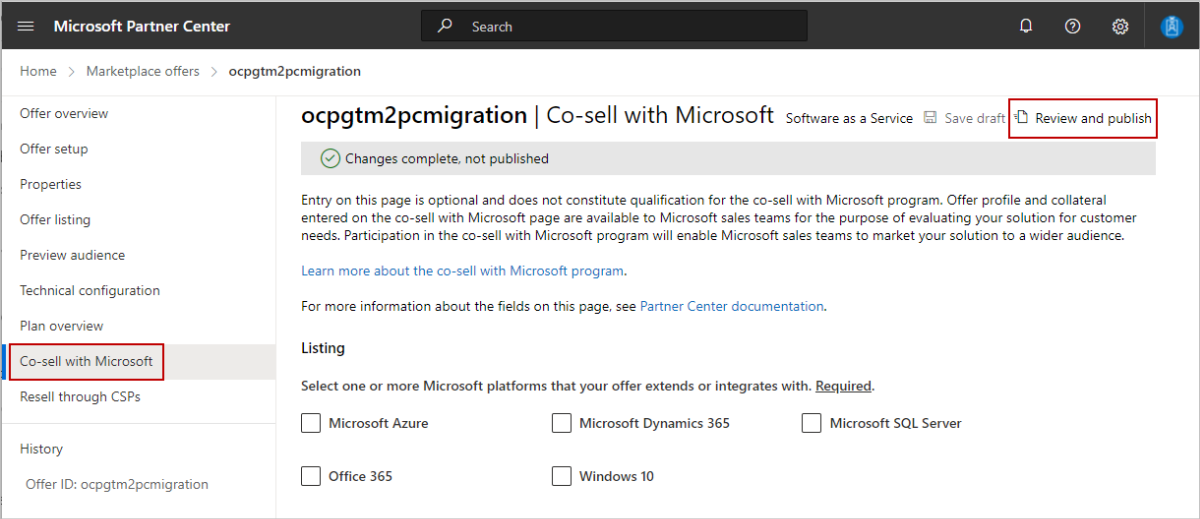 Microsoft Partner Center
Search
Home > Marketplace offers > ocpgtm2pcmigration
Offer overview
Offer setup
Properties
Offer listing
Preview audience
Technical configuration
Plan overview
Co-sell with Microsoft
Resell through CSPs
History
Offer ID: ocpgtm2pcmigration
ocpgtm2pcmigration | Co-sell with Microsoft Software as a Service Save draft Review and publish
Changes complete, not published
Entry on this page is optional and does not constitute qualification for the co-sell with Microsoft program. Offer profile and collateral
entered on the co-sell with Microsoft page are available to Microsoft sales teams for the purpose of evaluating your solution for customer
needs. Participation in the co-sell with Microsoft program will enable Microsoft sales teams to market your solution to a wider audience.
Learn more about the co-sell with Microsoft program.
For more information about the fields on this page, see Partner Center documentation.
Listing
Select one or more Microsoft platforms that your offer extends or integrates with. Required.
Microsoft Azure Microsoft Dynamics 365 Microsoft SQL Server
Office 365 Windows 10